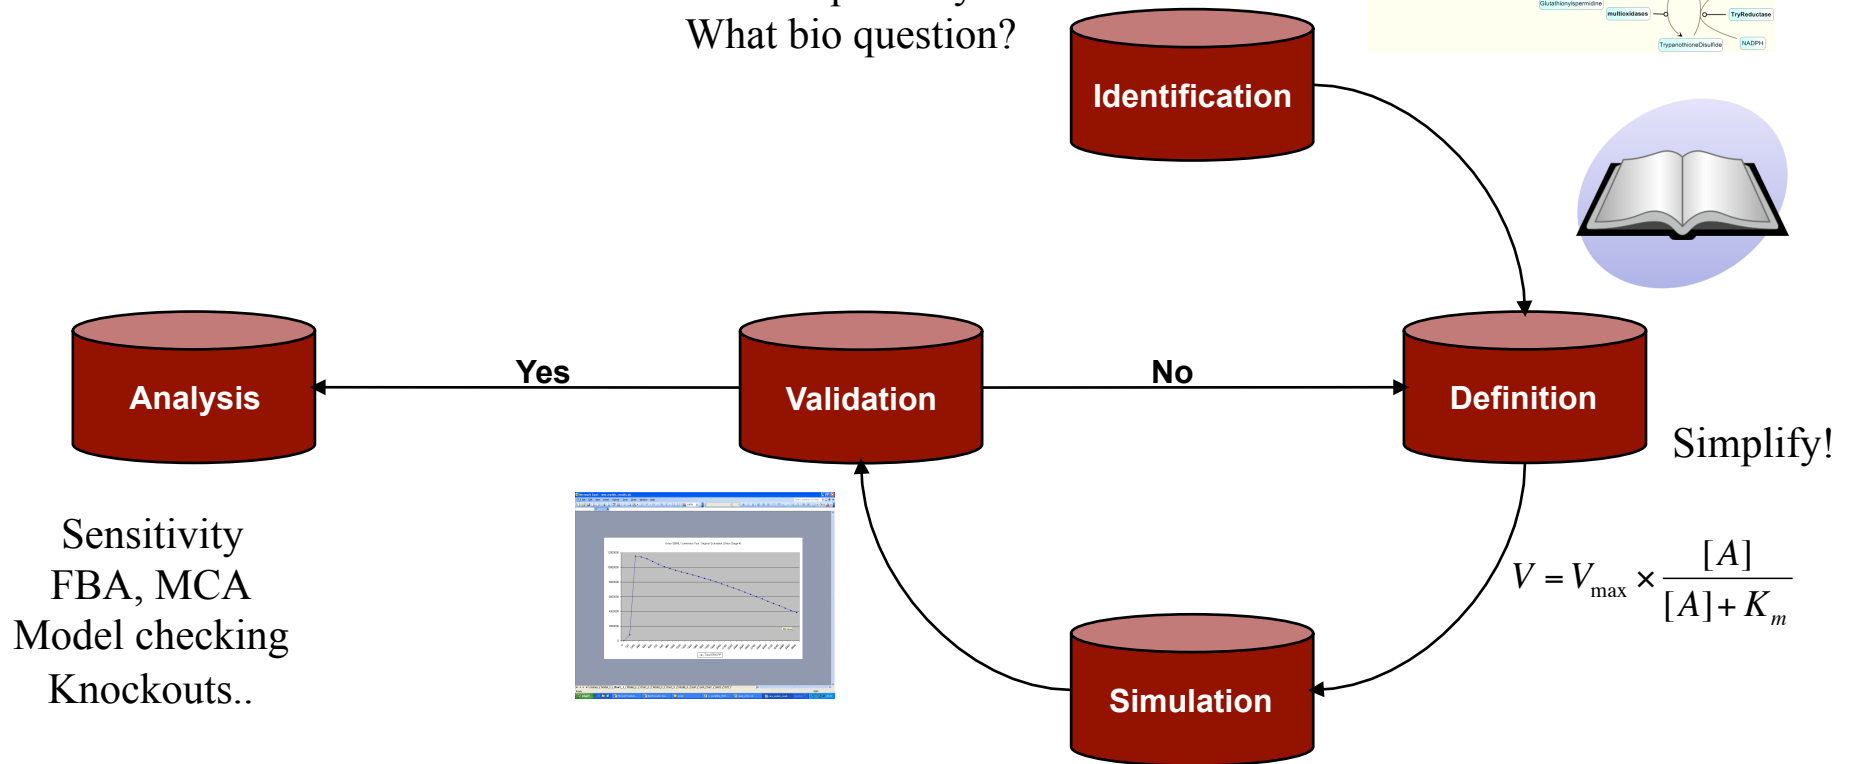 What bio question?
Glutathionylspermidine
multioxidases
TryReductase
TrypanothioneDisulfide
NADPH
Identification
Analysis
Yes
Validation
No
Definition
Simplify!
Sensitivity
FBA, MCA
Model checking
Knockouts..
V = V_max × [A] / ([A] + K_m)
Simulation